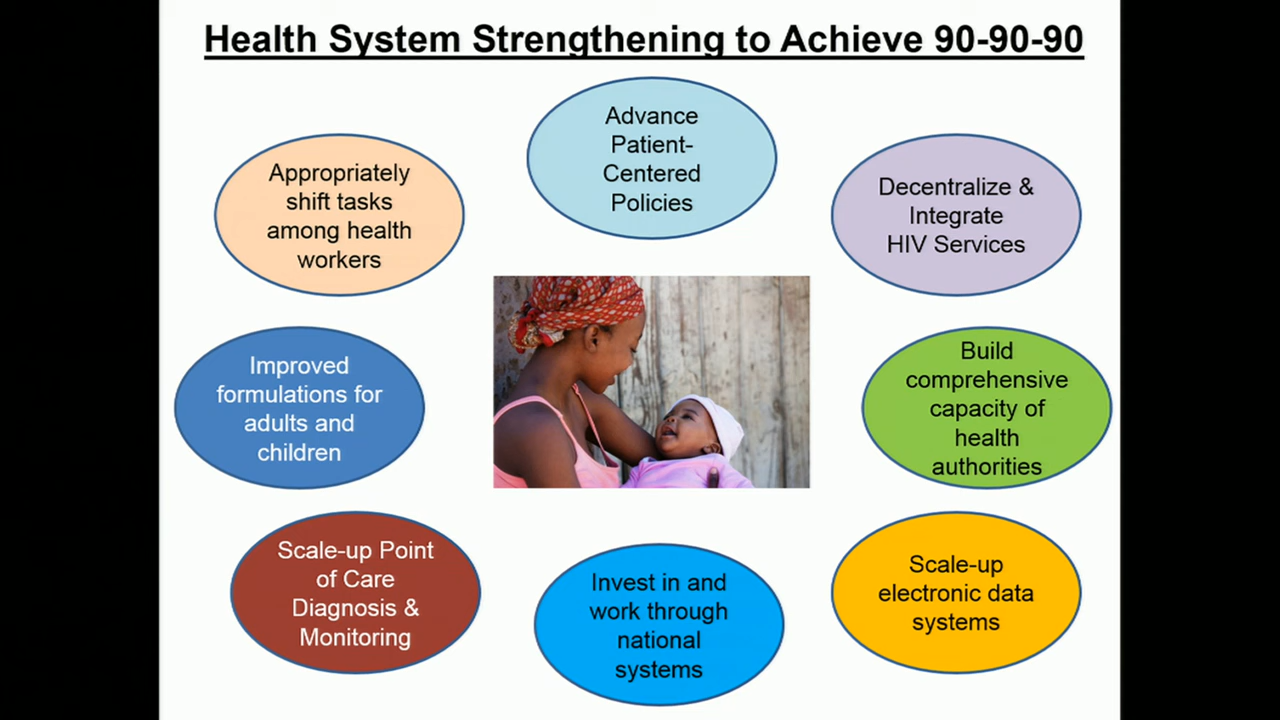 Health System Strengthening to Achieve 90-90-90
Advance
Patient-
Centered
Policies
Appropriately
shift tasks
among health
workers
Decentralize &
Integrate
HIV Services
Improved
formulations for
adults and
children
Build
comprehensive
capacity of
health
authorities
Scale-up Point
of Care
Diagnosis &
Monitoring
Invest in and
work through
national
systems
Scale-up
electronic data
systems